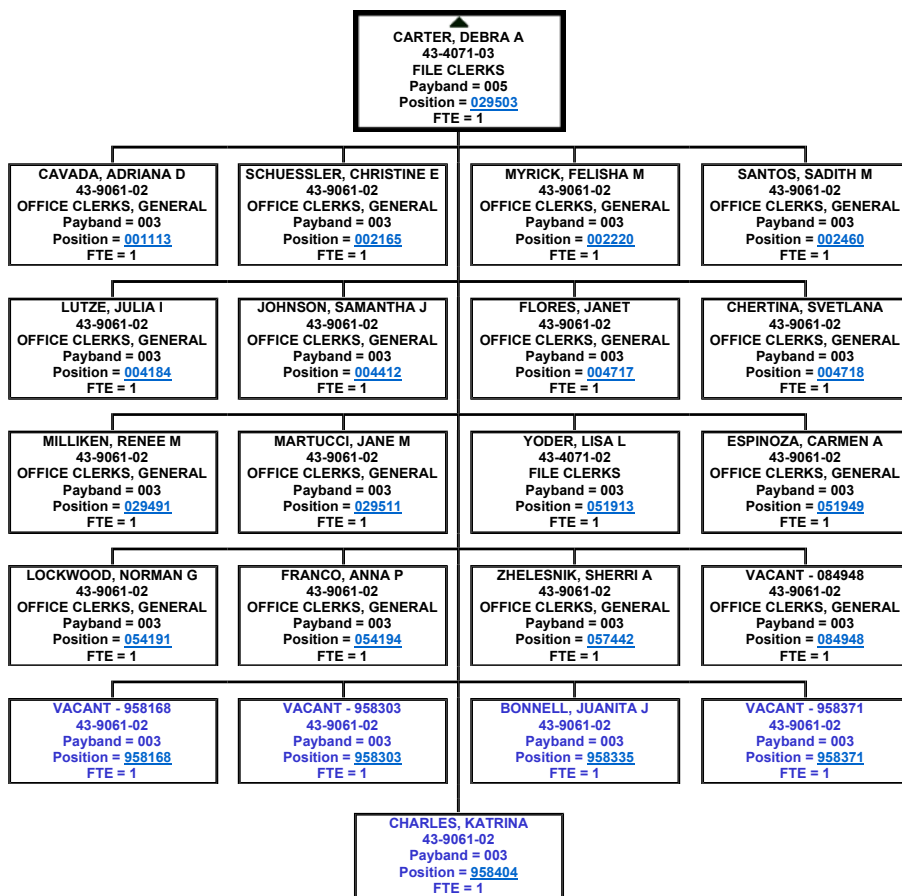 CARTER, DEBRA A
43-4071-03
FILE CLERKS
Payband = 005
Position = 029503
FTE = 1
CAVADA, ADRIANA D
43-9061-02
OFFICE CLERKS, GENERAL
Payband = 003
Position = 001113
FTE = 1
SCHUESSLER, CHRISTINE E
43-9061-02
OFFICE CLERKS, GENERAL
Payband = 003
Position = 002165
FTE = 1
MYRICK, FELISHA M
43-9061-02
OFFICE CLERKS, GENERAL
Payband = 003
Position = 002220
FTE = 1
SANTOS, SADITH M
43-9061-02
OFFICE CLERKS, GENERAL
Payband = 003
Position = 002460
FTE = 1
LUTZE, JULIA I
43-9061-02
OFFICE CLERKS, GENERAL
Payband = 003
Position = 004184
FTE = 1
JOHNSON, SAMANTHA J
43-9061-02
OFFICE CLERKS, GENERAL
Payband = 003
Position = 004412
FTE = 1
FLORES, JANET
43-9061-02
OFFICE CLERKS, GENERAL
Payband = 003
Position = 004717
FTE = 1
CHERTINA, SVETLANA
43-9061-02
OFFICE CLERKS, GENERAL
Payband = 003
Position = 004718
FTE = 1
MILLIKEN, RENEE M
43-9061-02
OFFICE CLERKS, GENERAL
Payband = 003
Position = 029491
FTE = 1
MARTUCCI, JANE M
43-9061-02
OFFICE CLERKS, GENERAL
Payband = 003
Position = 029511
FTE = 1
YODER, LISA L
43-4071-02
FILE CLERKS
Payband = 003
Position = 051913
FTE = 1
ESPINOZA, CARMEN A
43-9061-02
OFFICE CLERKS, GENERAL
Payband = 003
Position = 051949
FTE = 1
LOCKWOOD, NORMAN G
43-9061-02
OFFICE CLERKS, GENERAL
Payband = 003
Position = 054191
FTE = 1
FRANCO, ANNA P
43-9061-02
OFFICE CLERKS, GENERAL
Payband = 003
Position = 054194
FTE = 1
ZHELESNIK, SHERRI A
43-9061-02
OFFICE CLERKS, GENERAL
Payband = 003
Position = 057442
FTE = 1
VACANT - 084948
43-9061-02
OFFICE CLERKS, GENERAL
Payband = 003
Position = 084948
FTE = 1
VACANT - 958168
43-9061-02
Payband = 003
Position = 958168
FTE = 1
VACANT - 958303
43-9061-02
Payband = 003
Position = 958303
FTE = 1
BONNELL, JUANITA J
43-9061-02
Payband = 003
Position = 958335
FTE = 1
VACANT - 958371
43-9061-02
Payband = 003
Position = 958371
FTE = 1
CHARLES, KATRINA
43-9061-02
Payband = 003
Position = 958404
FTE = 1